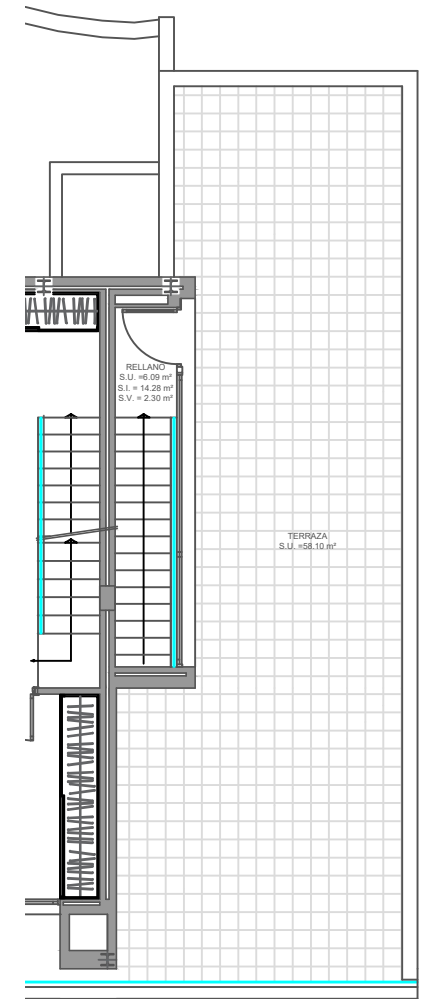 RELLANO
S.U. =6.09 m²
S.I. = 14.28 m²
S.V. = 2.30 m²
TERRAZA
S.U. =58.10 m²